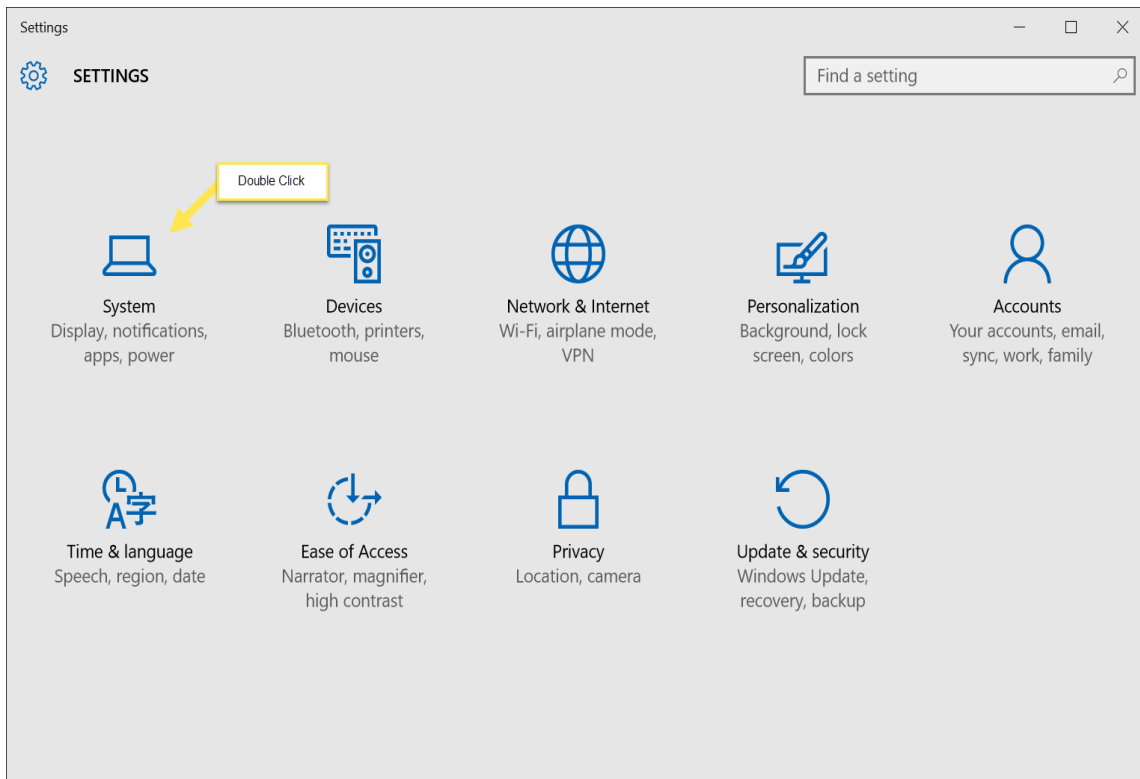 Settings
SETTINGS
Find a setting
Double Click
System
Display, notifications,
apps, power
Devices
Bluetooth, printers,
mouse
Network & Internet
Wi-Fi, airplane mode,
VPN
Personalization
Background, lock
screen, colors
Accounts
Your accounts, email,
sync, work, family
A字
Time & language
Speech, region, date
Ease of Access
Narrator, magnifier,
high contrast
Privacy
Location, camera
Update & security
Windows Update,
recovery, backup